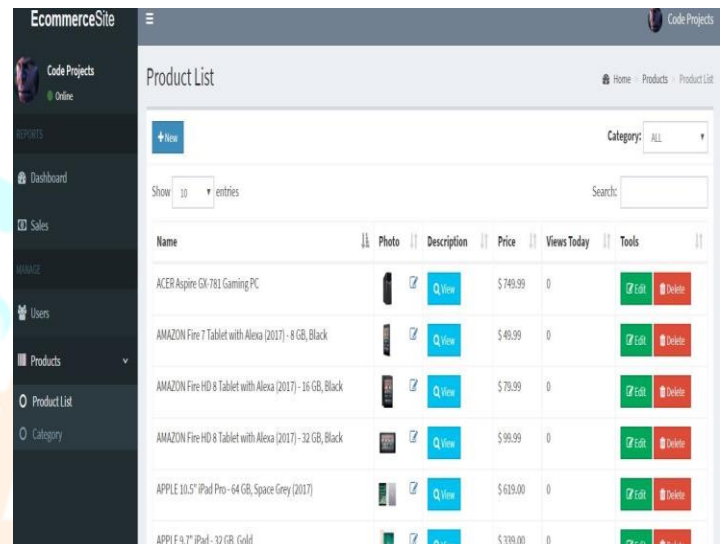 EcommerceSite
Code Projects
Code Projects
Online
REPORTS
Dashboard
Sales
MANAGE
Users
Products
Product List
Category
Product List
Home > Products > Product List
+New
Category: ALL
Show 10 entries
Search:
Name Photo Description Price Views Today Tools
ACER Aspire GX-781 Gaming PC View $ 749.99 0 Edit Delete
AMAZON Fire 7 Tablet with Alexa (2017) - 8 GB, Black View $ 49.99 0 Edit Delete
AMAZON Fire HD 8 Tablet with Alexa (2017) - 16 GB, Black View $ 79.99 0 Edit Delete
AMAZON Fire HD 8 Tablet with Alexa (2017) - 32 GB, Black View $ 99.99 0 Edit Delete
APPLE 10.5" iPad Pro - 64 GB, Space Grey (2017) View $ 619.00 0 Edit Delete
APPLE 9.7" iPad - 32 GB, Gold View $ 339.00 0 Edit Delete